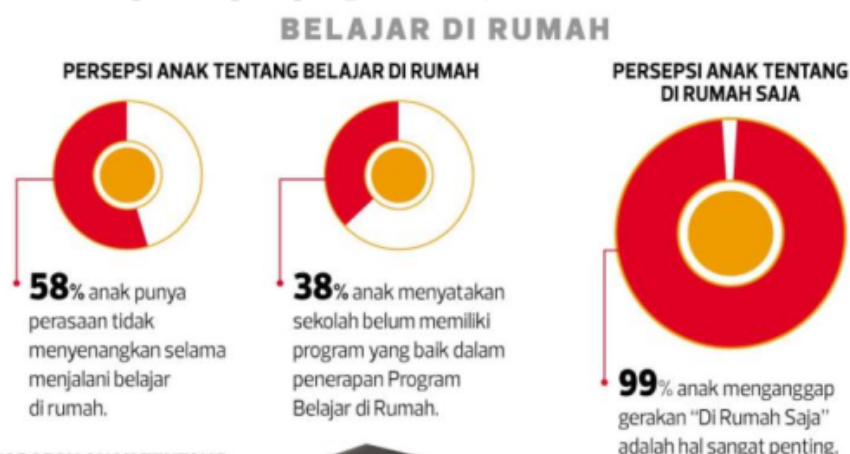 BELAJAR DI RUMAH
PERSEPSI ANAK TENTANG BELAJAR DI RUMAH
58% anak punya
perasaan tidak
menyenangkan selama
menjalani belajar
di rumah.
38% anak menyatakan
sekolah belum memiliki
program yang baik dalam
penerapan Program
Belajar di Rumah.
PERSEPSI ANAK TENTANG
DI RUMAH SAJA
99% anak menganggap
gerakan “Di Rumah Saja”
adalah hal sangat penting.